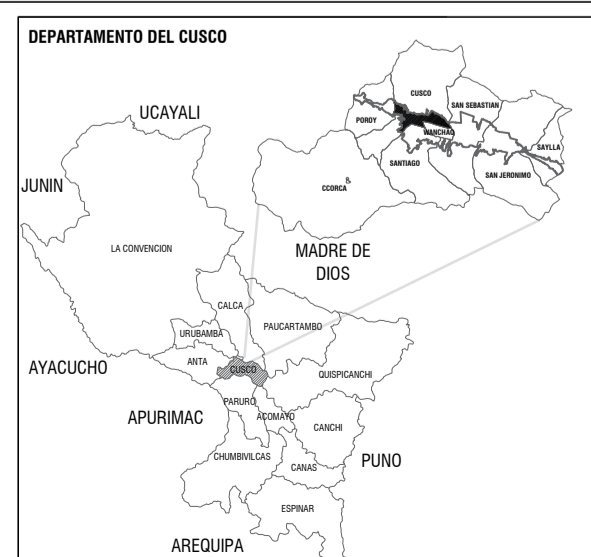 DEPARTAMENTO DEL CUSCO
UCAYALI
CUSCO
SAN SEBASTIAN
POROY
WANCHAQ
SAYLLA
SANTIAGO
SAN JERONIMO
CCORCA
&
JUNIN
LA CONVENCION
MADRE DE
DIOS
CALCA
PAUCARTAMBO
URUBAMBA
AYACUCHO
ANTA
CUSCO
QUISPICANCHI
PARURO
ACOMAYO
APURIMAC
CANCHI
CHUMBIVILCAS
CANAS
PUNO
ESPINAR
AREQUIPA